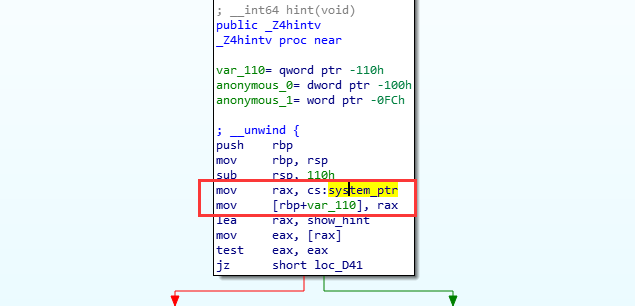 ; __int64 hint(void)
public _Z4hintv
_Z4hintv proc near
var_110= qword ptr -110h
anonymous_0= dword ptr -100h
anonymous_1= word ptr -0FCh
; __unwind {
push rbp
mov rbp, rsp
sub rsp, 110h
mov rax, cs:system_ptr
mov [rbp+var_110], rax
lea rax, show_hint
mov eax, [rax]
test eax, eax
jz short loc_D41